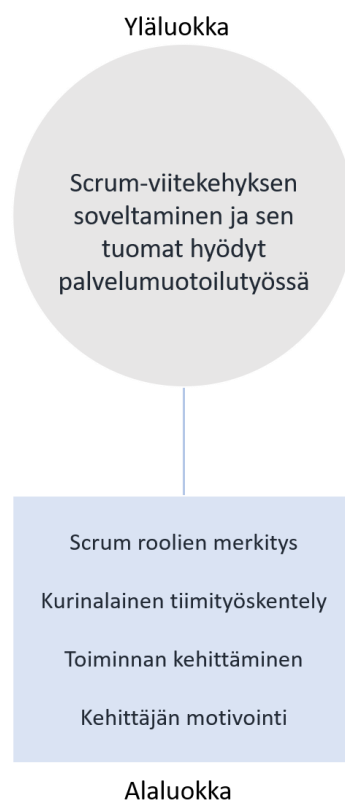 Yläluokka
Scrum-viitekehyksen
soveltaminen ja sen
tuomat hyödyt
palvelumuotoilutyössä
Scrum roolien merkitys
Kurinalainen tiimityöskentely
Toiminnan kehittäminen
Kehittäjän motivointi
Alaluokka